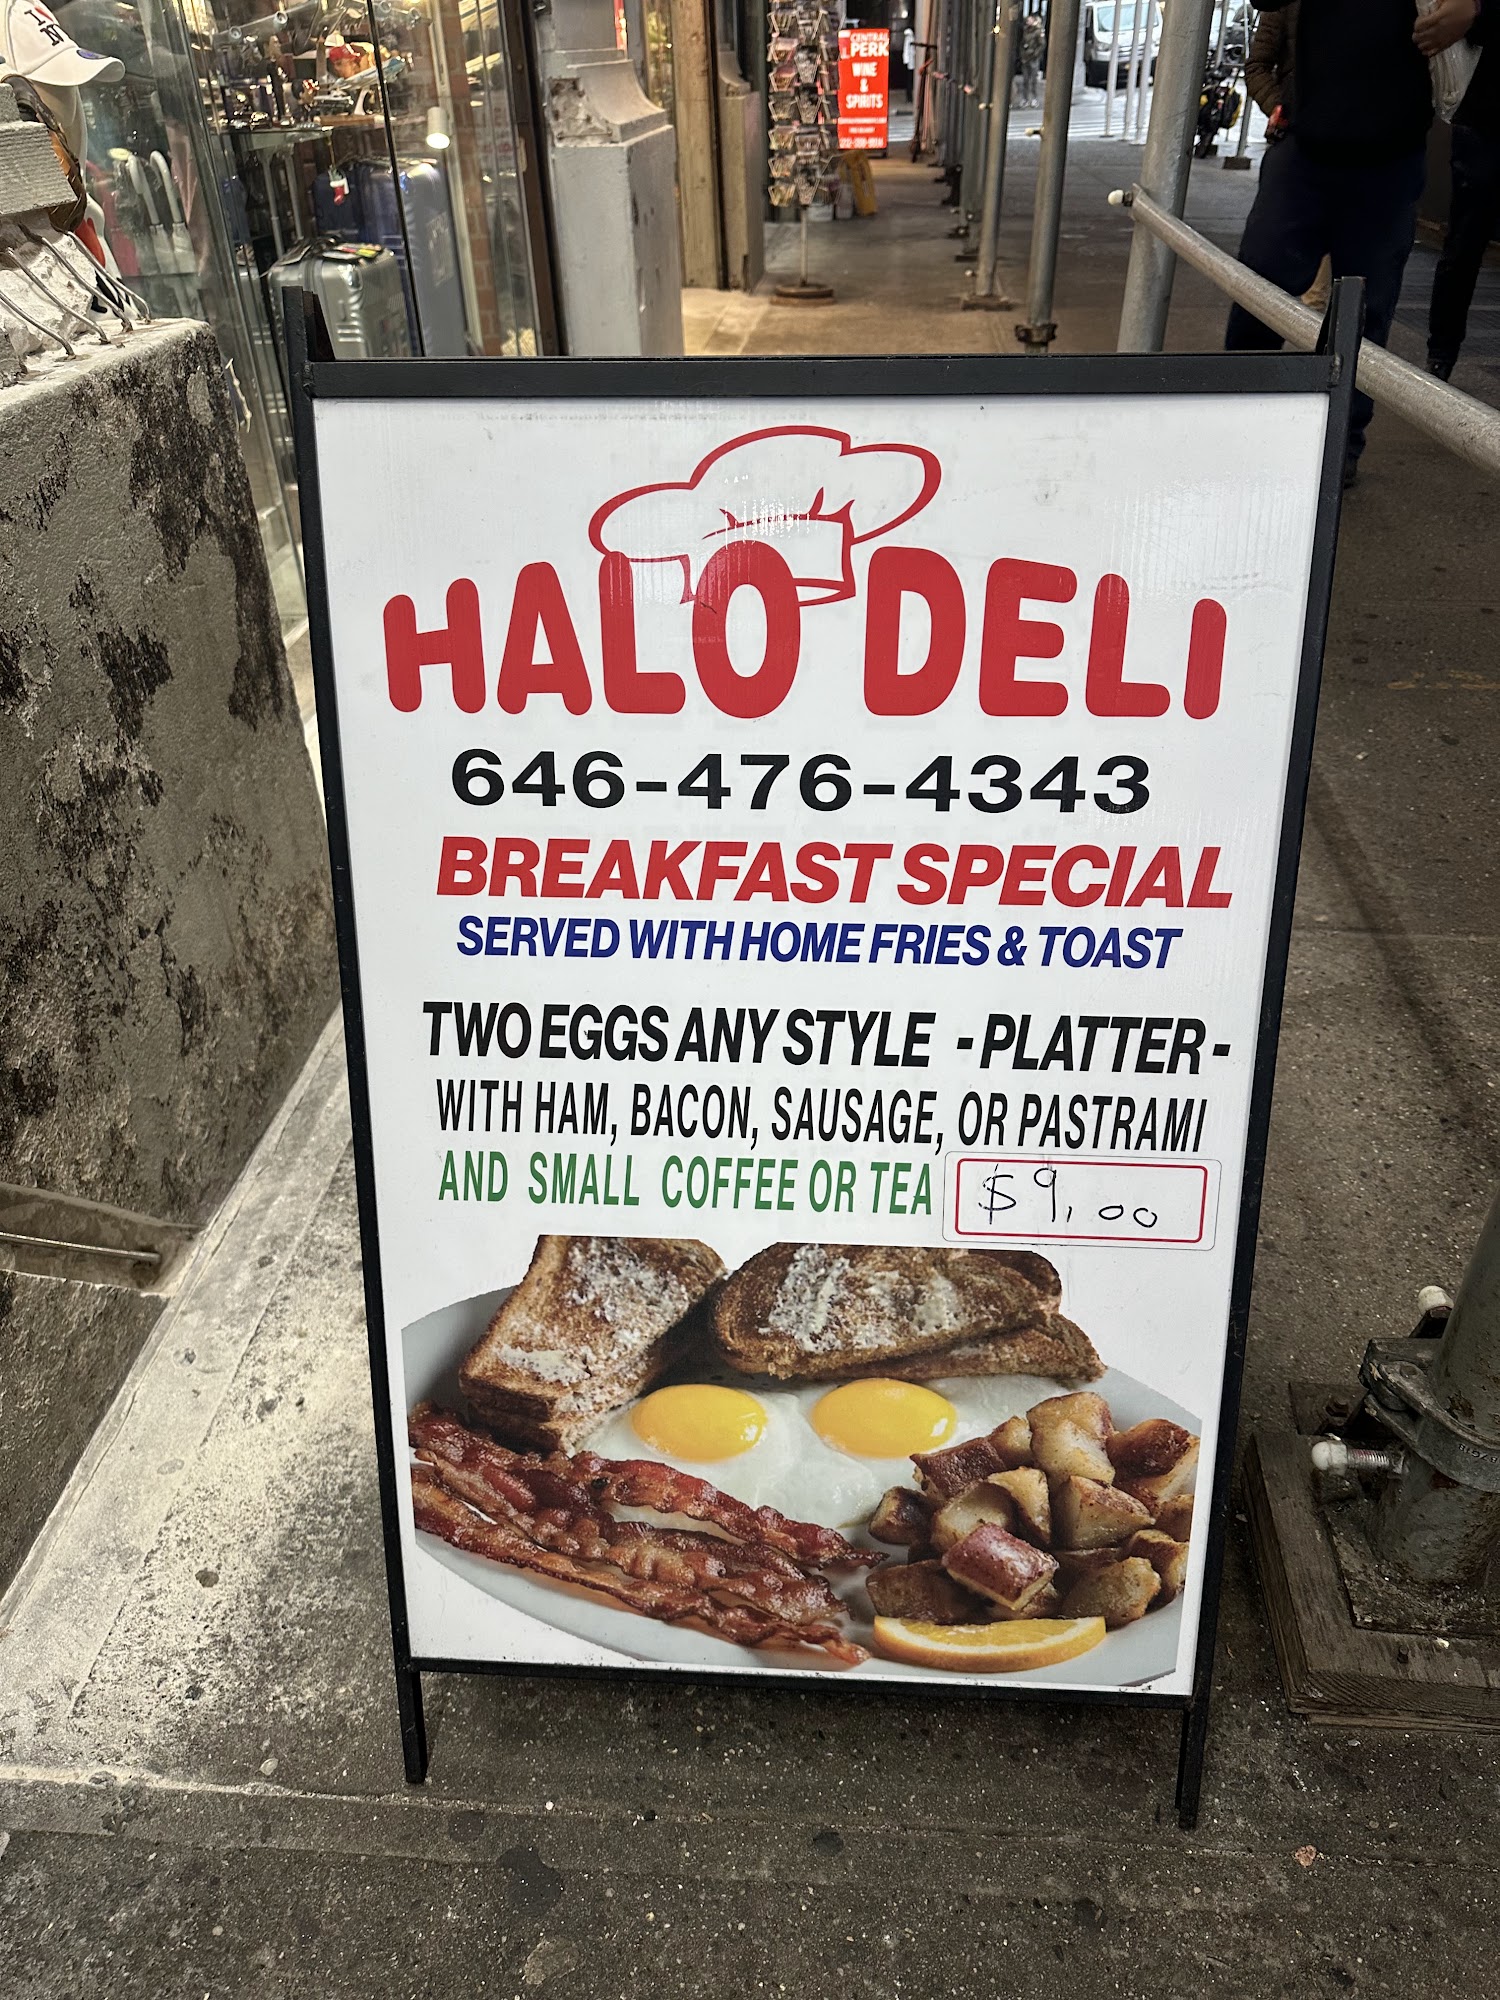 I ♥ N
CENTRAL
PERK
WINE
&
SPIRITS
HALO DELI
646-476-4343
BREAKFAST SPECIAL
SERVED WITH HOME FRIES & TOAST
TWO EGGS ANY STYLE - PLATTER -
WITH HAM, BACON, SAUSAGE, OR PASTRAMI
AND SMALL COFFEE OR TEA $9.00